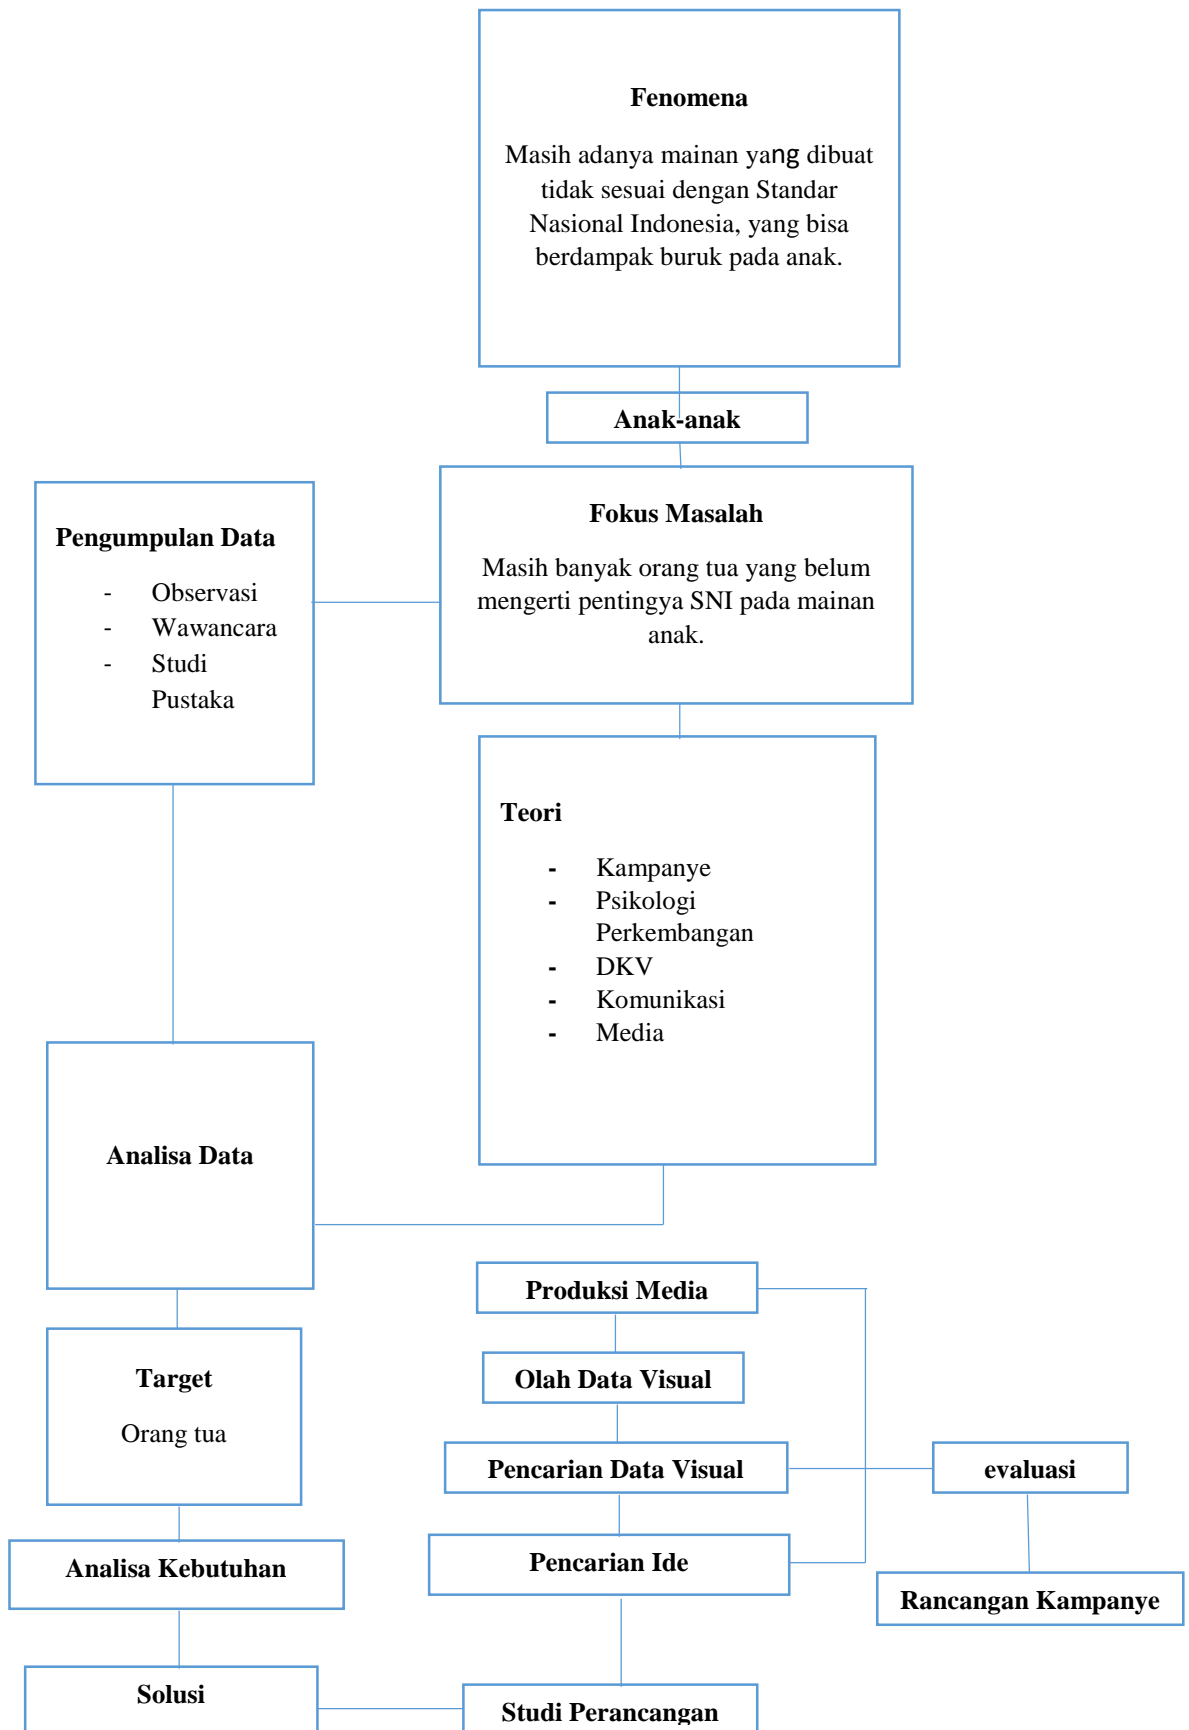 Fenomena
Masih adanya mainan yang dibuat
tidak sesuai dengan Standar
Nasional Indonesia, yang bisa
berdampak buruk pada anak.
Anak-anak
Fokus Masalah
Masih banyak orang tua yang belum
mengerti pentingya SNI pada mainan
anak.
Pengumpulan Data
- Observasi
- Wawancara
- Studi
Pustaka
Teori
- Kampanye
- Psikologi
Perkembangan
- DKV
- Komunikasi
- Media
Analisa Data
Target
Orang tua
Analisa Kebutuhan
Solusi
Produksi Media
Olah Data Visual
Pencarian Data Visual
Pencarian Ide
Studi Perancangan
evaluasi
Rancangan Kampanye